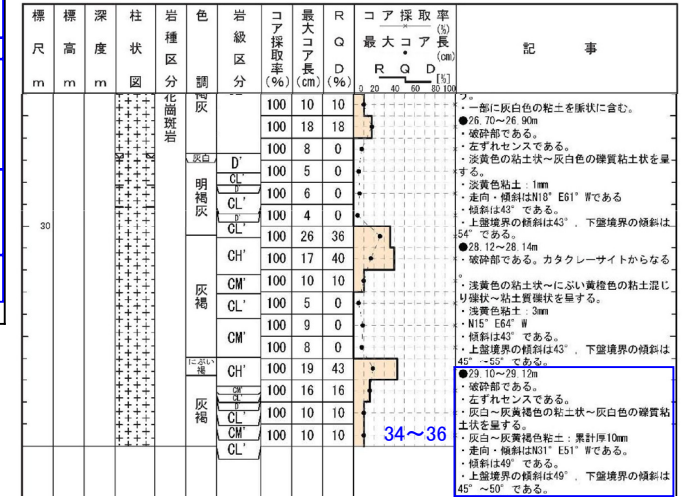 標尺m
標高m
深度m
柱状図
岩種区分
色調
岩級区分
コア採取率(%)
最大コア長(cm)
RQD(%)
コア採取率(%)
最大コア長(cm)
RQD[%]
0 20 40 60 80 100
記事
花崗斑岩
褐灰
灰白
明褐灰
灰褐
にぶい褐
灰褐
30
D'
CL'
D'
CL'
D'
CL'
CH'
CM'
CL'
CM'
CH'
CM'
CL'
D'
CL'
CM'
CL'
100 10 10
100 18 18
100 8 0
100 5 0
100 6 0
100 4 0
100 26 36
100 17 40
100 10 10
100 5 0
100 9 0
100 8 0
100 19 43
100 16 16
100 10 10
100 10 10
34～36
う。
・一部に灰白色の粘土を脈状に含む。
●26.70～26.90m
・破砕部である。
・左ずれセンスである。
・淡黄色の粘土状～灰白色の礫質粘土状を呈する。
・淡黄色粘土：1mm
・走向・傾斜はN18°E61°Wである
・傾斜は43°である。
・上盤境界の傾斜は43°，下盤境界の傾斜は
54°である。
●28.12～28.14m
・破砕部である。カタクレーサイトからなる
。
・浅黄色の粘土状～にぶい黄橙色の粘土混じ
り礫状～粘土質礫状を呈する。
・浅黄色粘土：3mm
・N15°E64°W
・傾斜は43°である。
・上盤境界の傾斜は43°，下盤境界の傾斜は
45°～55°である。
●29.10～29.12m
・破砕部である。
・左ずれセンスである。
・灰白～灰黄褐色の粘土状～灰白色の礫質粘
土状を呈する。
・灰白～灰黄褐色粘土：累計厚10mm
・走向・傾斜はN31°E51°Wである。
・傾斜は49°である。
・上盤境界の傾斜は49°，下盤境界の傾斜は
45°～50°である。